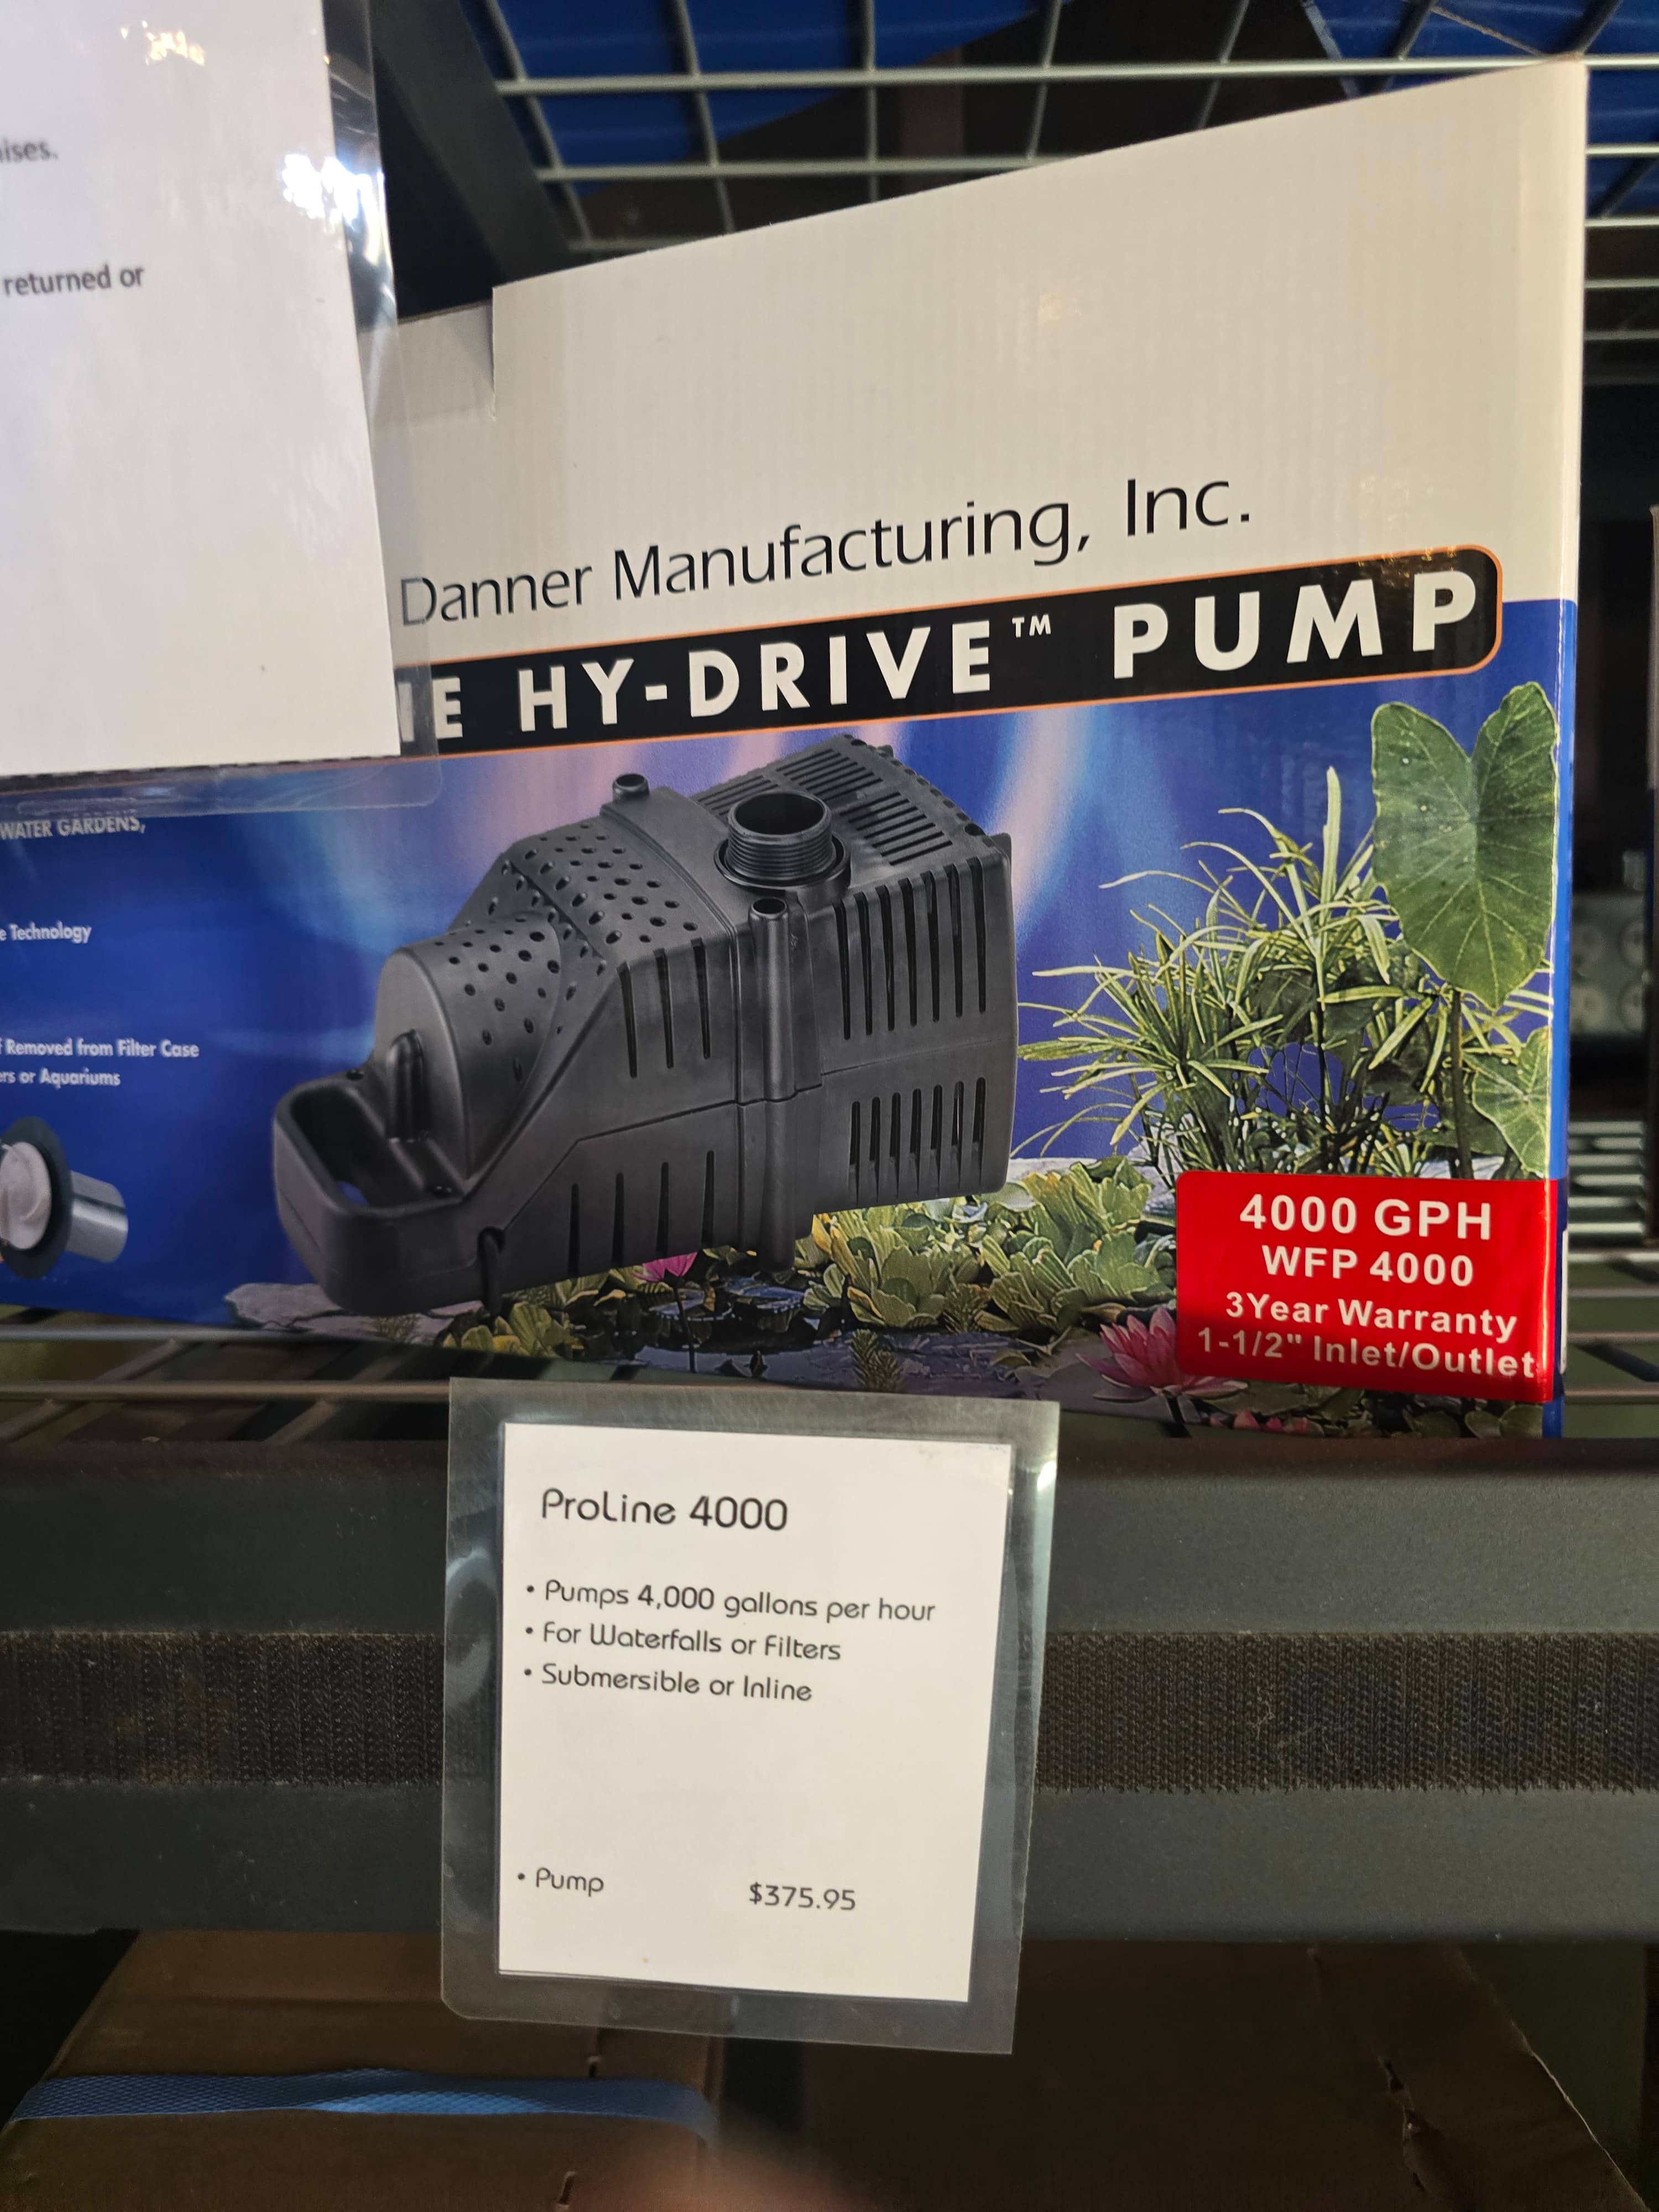 returned or
Danner Manufacturing, Inc.
HY-DRIVE™ PUMP
WATER GARDENS,
Technology
Removed from Filter Case
or Aquariums
4000 GPH
WFP 4000
3Year Warranty
1-1/2" Inlet/Outlet
ProLine 4000
• Pumps 4,000 gallons per hour
• For Waterfalls or Filters
• Submersible or Inline
• Pump $375.95